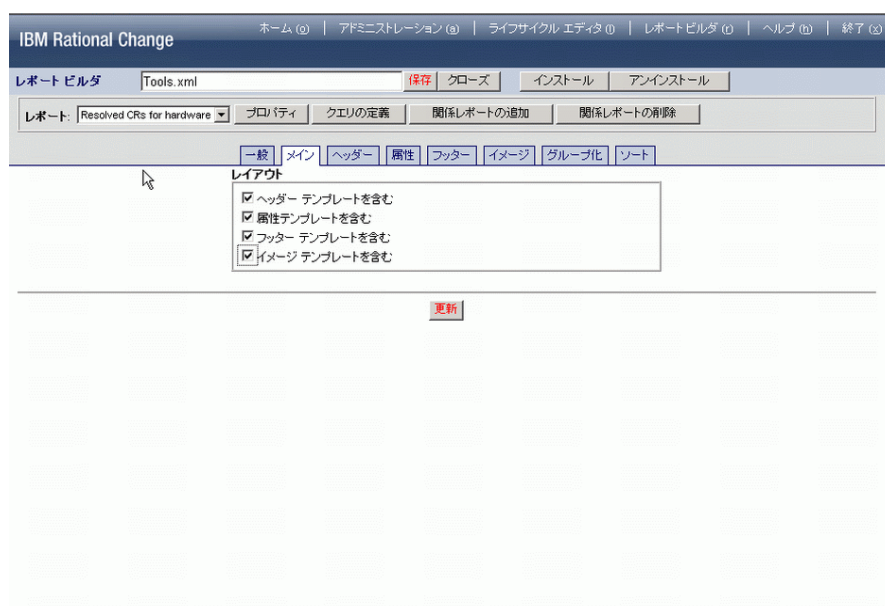 IBM Rational Change
ホーム (o) | アドミニストレーション (a) | ライフサイクル エディタ (l) | レポートビルダ (r) | ヘルプ (h) | 終了 (x)
レポート ビルダ Tools.xml 保存 クローズ インストール アンインストール
レポート: Resolved CRs for hardware プロパティ クエリの定義 関係レポートの追加 関係レポートの削除
一般 メイン ヘッダー 属性 フッター イメージ グループ化 ソート
レイアウト
ヘッダー テンプレートを含む
属性テンプレートを含む
フッター テンプレートを含む
イメージ テンプレートを含む
更新